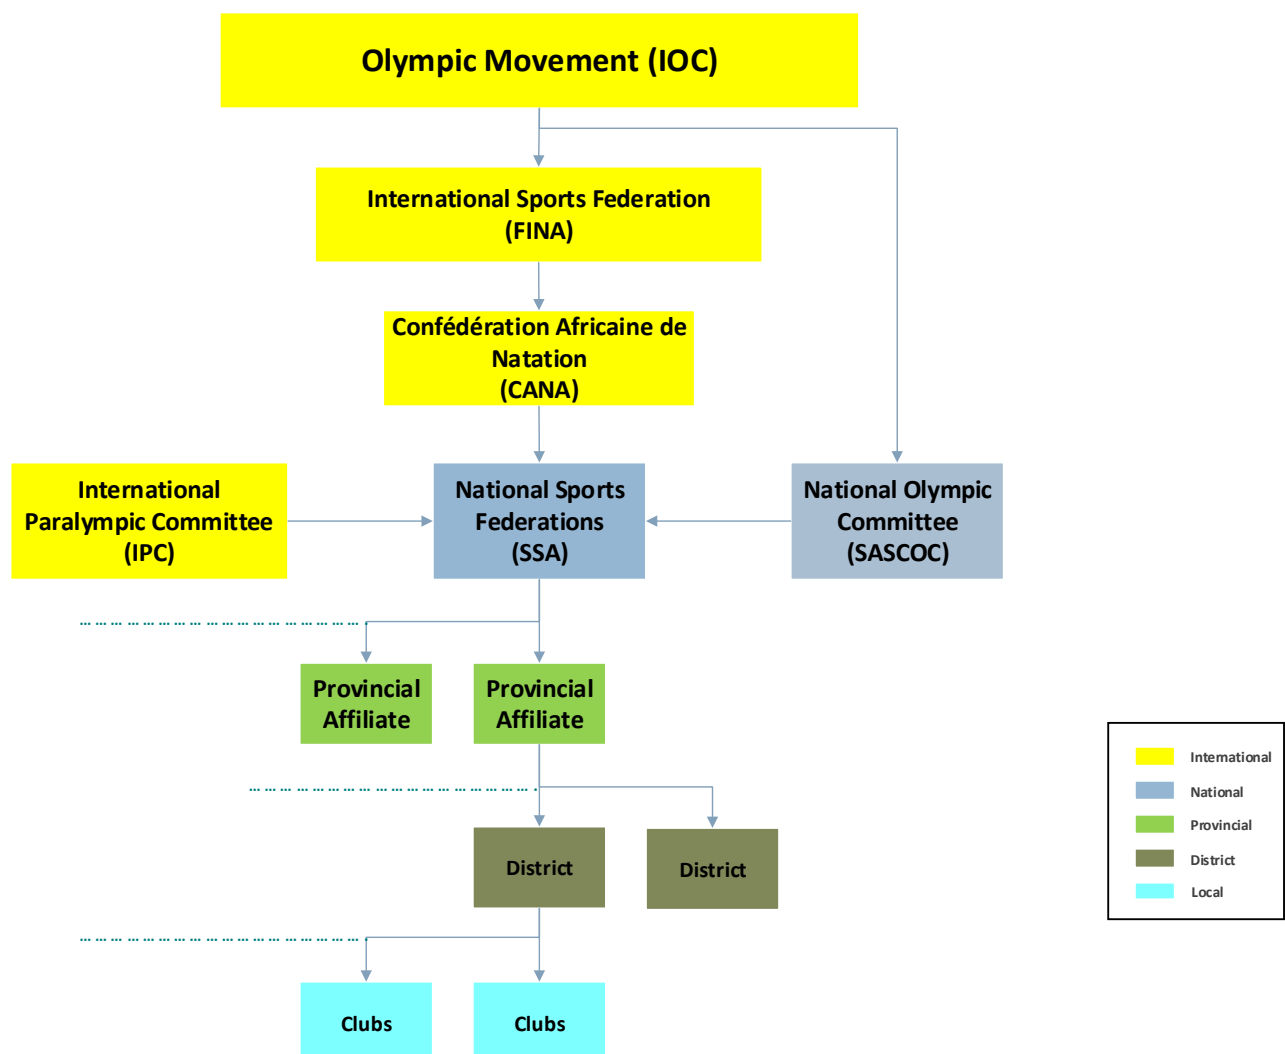 Olympic Movement (IOC)
International Sports Federation
(FINA)
Confédération Africaine de
Natation
(CANA)
International
Paralympic Committee
(IPC)
National Sports
Federations
(SSA)
National Olympic
Committee
(SASCOC)
Provincial
Affiliate
Provincial
Affiliate
District
District
Clubs
Clubs
International
National
Provincial
District
Local